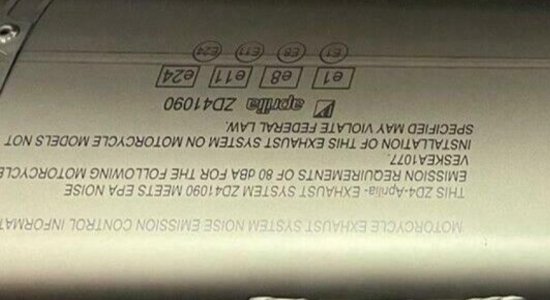 MOTORCYCLE EXHAUST SYSTEM NOISE EMISSION CONTROL INFORMAT
THIS ZD4-Aprilia- EXHAUST SYSTEM ZD41090 MEETS EPA NOISE
EMISSION REQUIREMENTS OF 80 dBA FOR THE FOLLOWING MOTORCYCLE
VESKEA1077.
INSTALLATION OF THIS EXHAUST SYSTEM ON MOTORCYCLE MODELS NOT
SPECIFIED MAY VIOLATE FEDERAL LAW.
aprilia ZD41090
e1 e8 e11 e24
E1 E8 E11 E24